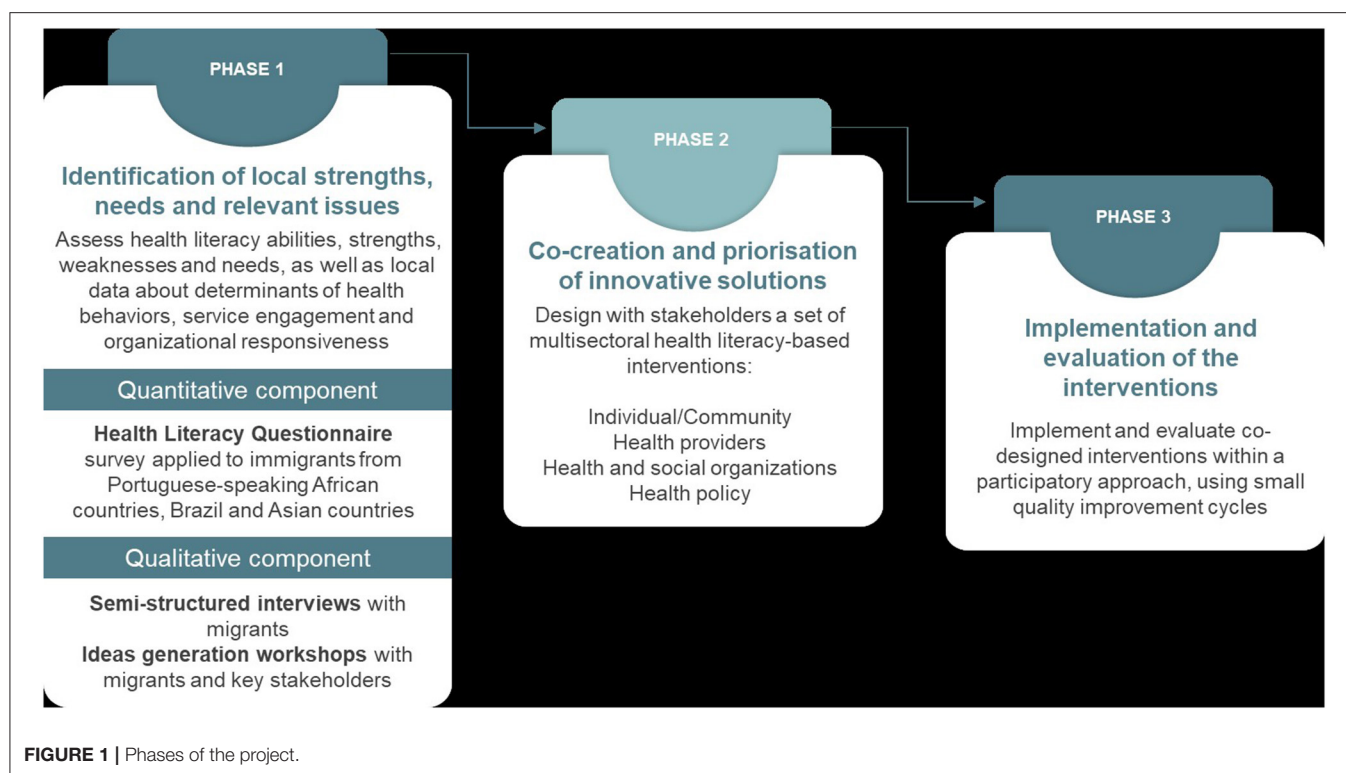 PHASE 1
Identification of local strengths,
needs and relevant issues
Assess health literacy abilities, strengths,
weaknesses and needs, as well as local
data about determinants of health
behaviors, service engagement and
organizational responsiveness
Quantitative component
Health Literacy Questionnaire
survey applied to immigrants from
Portuguese-speaking African
countries, Brazil and Asian countries
Qualitative component
Semi-structured interviews with
migrants
Ideas generation workshops with
migrants and key stakeholders
PHASE 2
Co-creation and priorisation
of innovative solutions
Design with stakeholders a set of
multisectoral health literacy-based
interventions:
Individual/Community
Health providers
Health and social organizations
Health policy
PHASE 3
Implementation and
evaluation of the
interventions
Implement and evaluate co-
designed interventions within a
participatory approach, using small
quality improvement cycles
FIGURE 1 | Phases of the project.